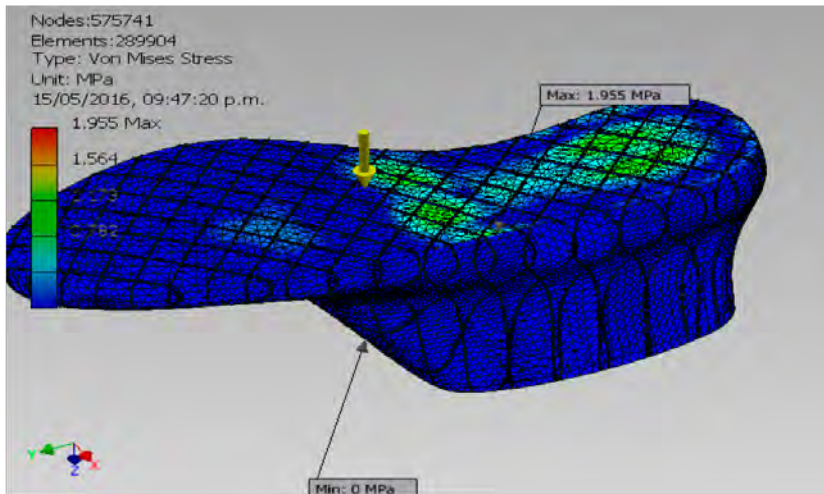 Nodes:575741
Elements:289904
Type: Von Mises Stress
Unit: MPa
15/05/2016, 09:47:20 p.m.
Max: 1.955 MPa
1.955 Max
1.564
Y
X
Z
Min: 0 MPa